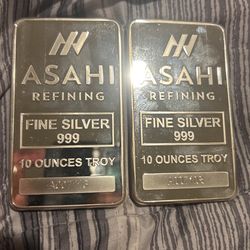 ASAHI
REFINING
FINE SILVER
999
10 OUNCES TROY
ASAHI
REFINING
FINE SILVER
999
10 OUNCES TROY